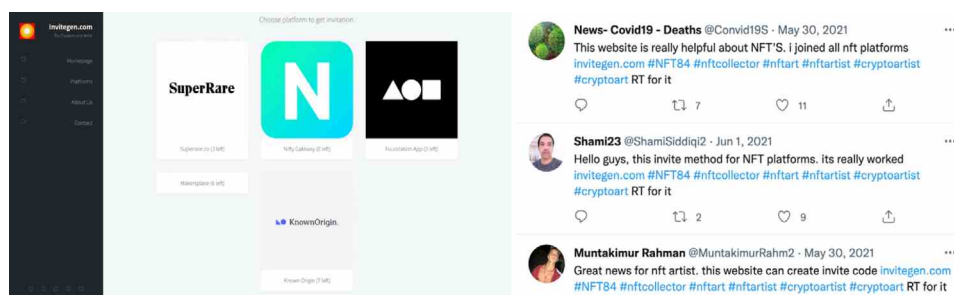 Invitegen.com
Homepage
Platforms
About Us
Contact
Choose platform to get invitation.
SuperRare
N
Superrare.co (3 left)
Nifty Gateway (5 left)
Foundation App (3 left)
Makersplace (6 left)
KnownOrigin.
Known Origin (7 left)
News- Covid19 - Deaths @Convid19S · May 30, 2021
This website is really helpful about NFT'S. i joined all nft platforms
invitegen.com #NFT84 #nftcollector #nftart #nftartist #cryptoartist
#cryptoart RT for it
7 11
Shami23 @ShamiSiddiqi2 · Jun 1, 2021
Hello guys, this invite method for NFT platforms. its really worked
invitegen.com #NFT84 #nftcollector #nftart #nftartist #cryptoartist
#cryptoart RT for it
2 9
Muntakimur Rahman @MuntakimurRahm2 · May 30, 2021
Great news for nft artist. this website can create invite code invitegen.com
#NFT84 #nftcollector #nftart #nftartist #cryptoartist #cryptoart RT for it